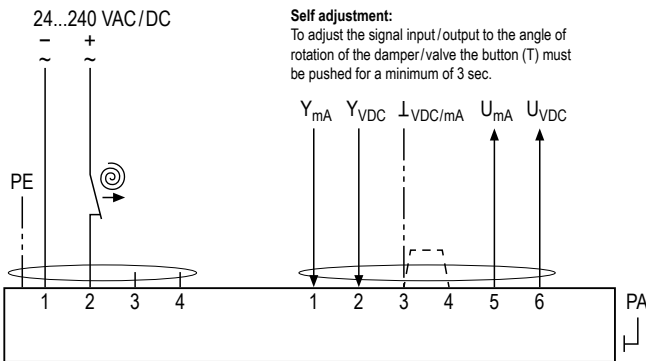 24...240 VAC/DC
– +
~ ~
Self adjustment:
To adjust the signal input/output to the angle of
rotation of the damper/valve the button (T) must
be pushed for a minimum of 3 sec.
YmA YVDC ⊥VDC/mA UmA UVDC
PE
1 2 3 4 1 2 3 4 5 6
PA